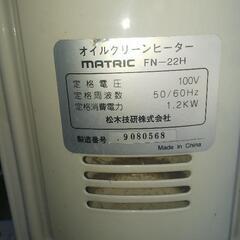 オイルクリーンヒーター
MATRIC FN-22H
定格電圧 100V
定格周波数 50/60Hz
定格消費電力 1.2KW
松木技研株式会社
製造番号. 9080568
Made in China